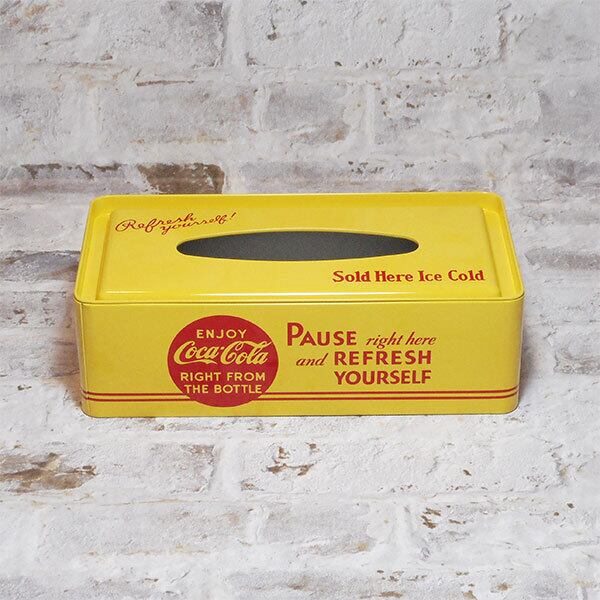 Refresh
yourself!
Sold Here Ice Cold
ENJOY
Coca-Cola
RIGHT FROM
THE BOTTLE
PAUSE right here
and REFRESH
YOURSELF